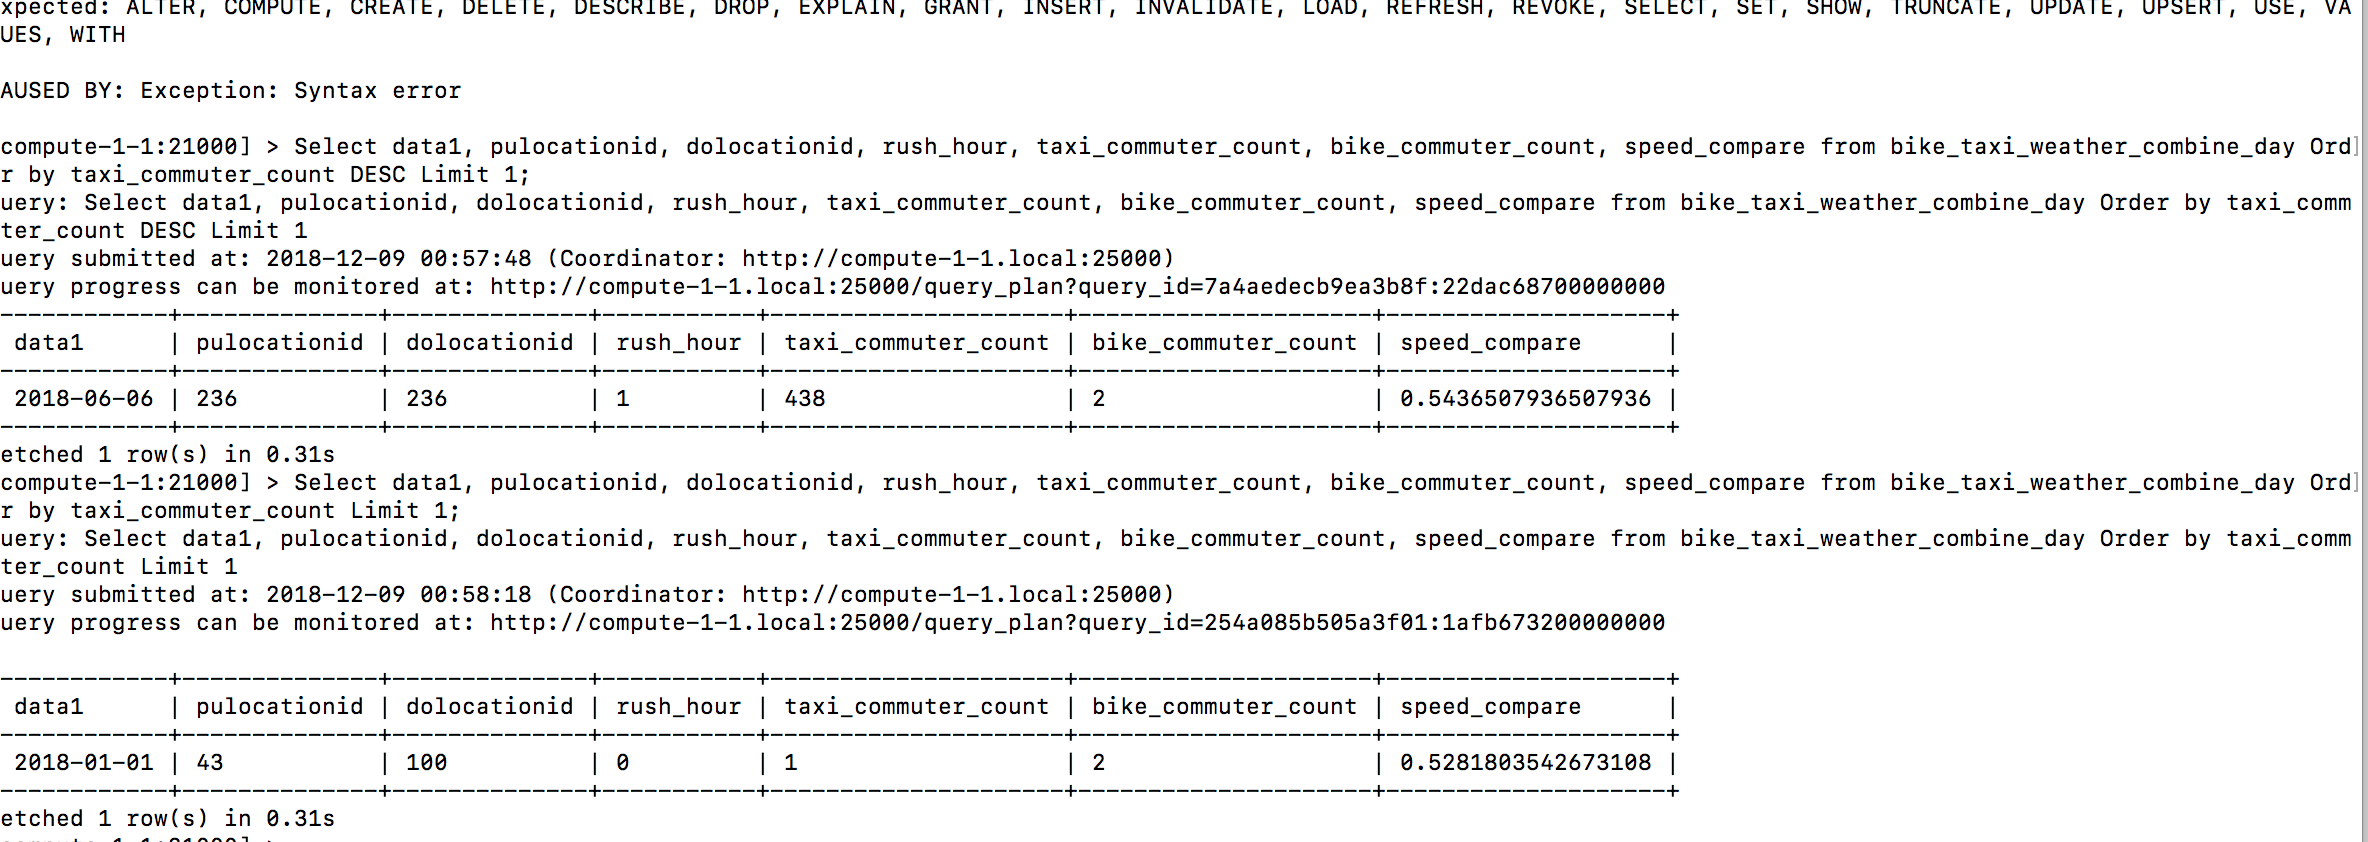 xpected: ALTER, COMPUTE, CREATE, DELETE, DESCRIBE, DROP, EXPLAIN, GRANT, INSERT, INVALIDATE, LOAD, REFRESH, REVOKE, SELECT, SET, SHOW, TRUNCATE, UPDATE, UPSERT, USE, VA
UES, WITH
AUSED BY: Exception: Syntax error
compute-1-1:21000] > Select data1, pulocationid, dolocationid, rush_hour, taxi_commuter_count, bike_commuter_count, speed_compare from bike_taxi_weather_combine_day Ord]
r by taxi_commuter_count DESC Limit 1;
uery: Select data1, pulocationid, dolocationid, rush_hour, taxi_commuter_count, bike_commuter_count, speed_compare from bike_taxi_weather_combine_day Order by taxi_comm
ter_count DESC Limit 1
uery submitted at: 2018-12-09 00:57:48 (Coordinator: http://compute-1-1.local:25000)
uery progress can be monitored at: http://compute-1-1.local:25000/query_plan?query_id=7a4aedecb9ea3b8f:22dac68700000000
------------+--------------+--------------+-----------+---------------------+---------------------+--------------------+
data1 | pulocationid | dolocationid | rush_hour | taxi_commuter_count | bike_commuter_count | speed_compare |
------------+--------------+--------------+-----------+---------------------+---------------------+--------------------+
2018-06-06 | 236 | 236 | 1 | 438 | 2 | 0.5436507936507936 |
------------+--------------+--------------+-----------+---------------------+---------------------+--------------------+
etched 1 row(s) in 0.31s
compute-1-1:21000] > Select data1, pulocationid, dolocationid, rush_hour, taxi_commuter_count, bike_commuter_count, speed_compare from bike_taxi_weather_combine_day Ord]
r by taxi_commuter_count Limit 1;
uery: Select data1, pulocationid, dolocationid, rush_hour, taxi_commuter_count, bike_commuter_count, speed_compare from bike_taxi_weather_combine_day Order by taxi_comm
ter_count Limit 1
uery submitted at: 2018-12-09 00:58:18 (Coordinator: http://compute-1-1.local:25000)
uery progress can be monitored at: http://compute-1-1.local:25000/query_plan?query_id=254a085b505a3f01:1afb673200000000
------------+--------------+--------------+-----------+---------------------+---------------------+--------------------+
data1 | pulocationid | dolocationid | rush_hour | taxi_commuter_count | bike_commuter_count | speed_compare |
------------+--------------+--------------+-----------+---------------------+---------------------+--------------------+
2018-01-01 | 43 | 100 | 0 | 1 | 2 | 0.5281803542673108 |
------------+--------------+--------------+-----------+---------------------+---------------------+--------------------+
etched 1 row(s) in 0.31s